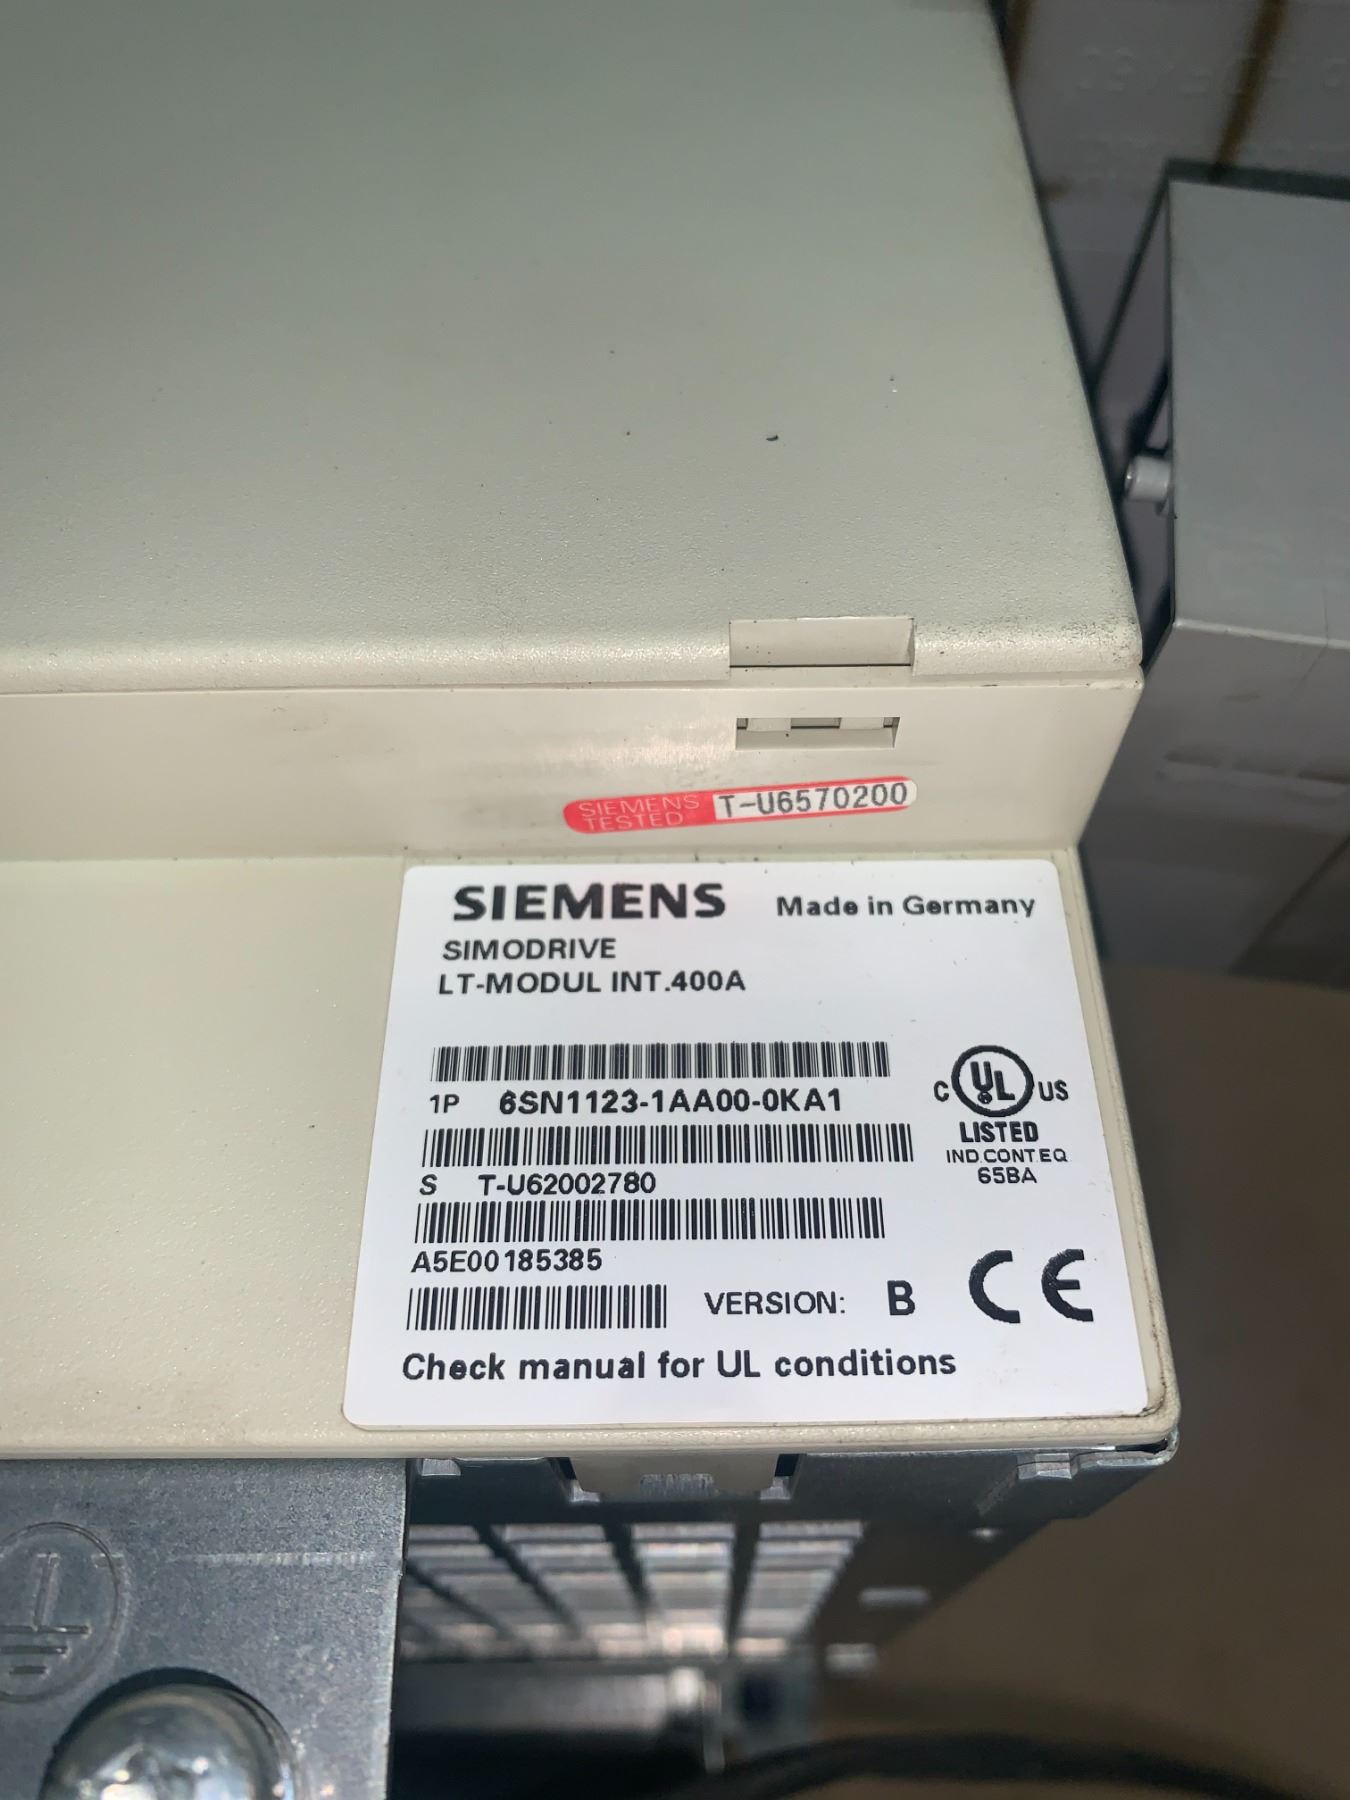 SIEMENS
TESTED
T-U6570200
SIEMENS Made in Germany
SIMODRIVE
LT-MODUL INT.400A
1P 6SN1123-1AA00-0KA1
S T-U62002780
A5E00185385
VERSION: B
Check manual for UL conditions
C UL US
LISTED
IND.CONT.EQ
65BA
CE